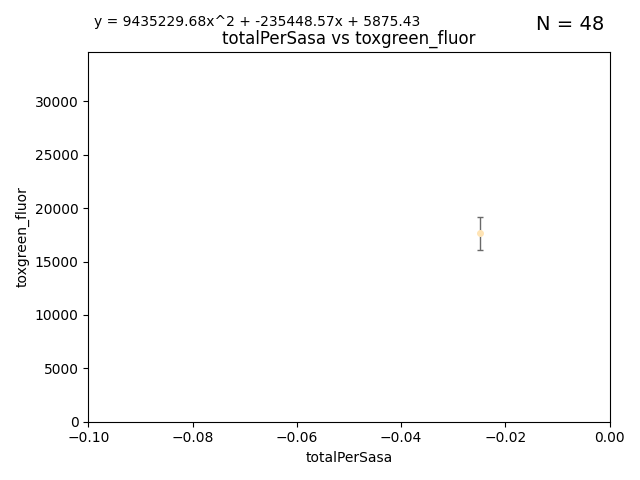 y = 9435229.68x^2 + -235448.57x + 5875.43
N = 48
totalPerSasa vs toxgreen_fluor
30000
25000
20000
15000
10000
5000
0
toxgreen_fluor
−0.10 −0.08 −0.06 −0.04 −0.02 0.00
totalPerSasa